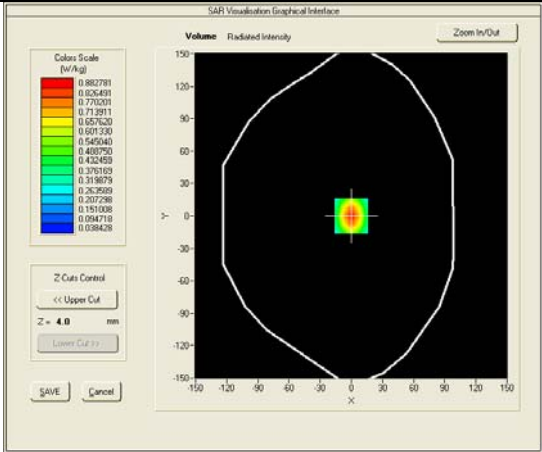 SAR Visualisation Graphical Interface
Volume Radiated Intensity
Zoom In/Out
Colors Scale
(W/kg)
0.882781
0.826491
0.770201
0.713911
0.657620
0.601330
0.545040
0.488750
0.432459
0.376169
0.319879
0.263589
0.207298
0.151008
0.094718
0.038428
Z-Cuts Control
<< Upper Cut
Z = 4.0 mm
Lower Cut >>
SAVE
Cancel
150-
120-
90-
60-
30-
0-
-30-
-60-
-90-
-120-
-150-
Y
-150 -120 -90 -60 -30 0 30 60 90 120 150
X